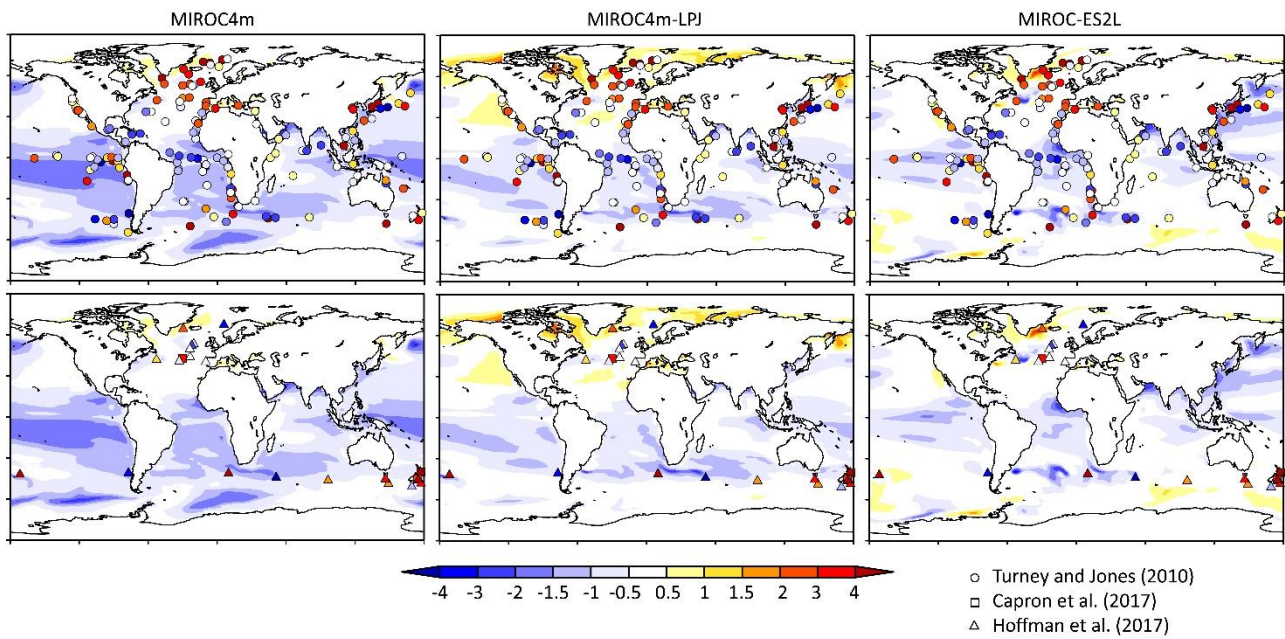 MIROC4m MIROC4m-LPJ MIROC-ES2L
-4 -3 -2 -1.5 -1 -0.5 0.5 1 1.5 2 3 4
Turney and Jones (2010)
Capron et al. (2017)
Hoffman et al. (2017)